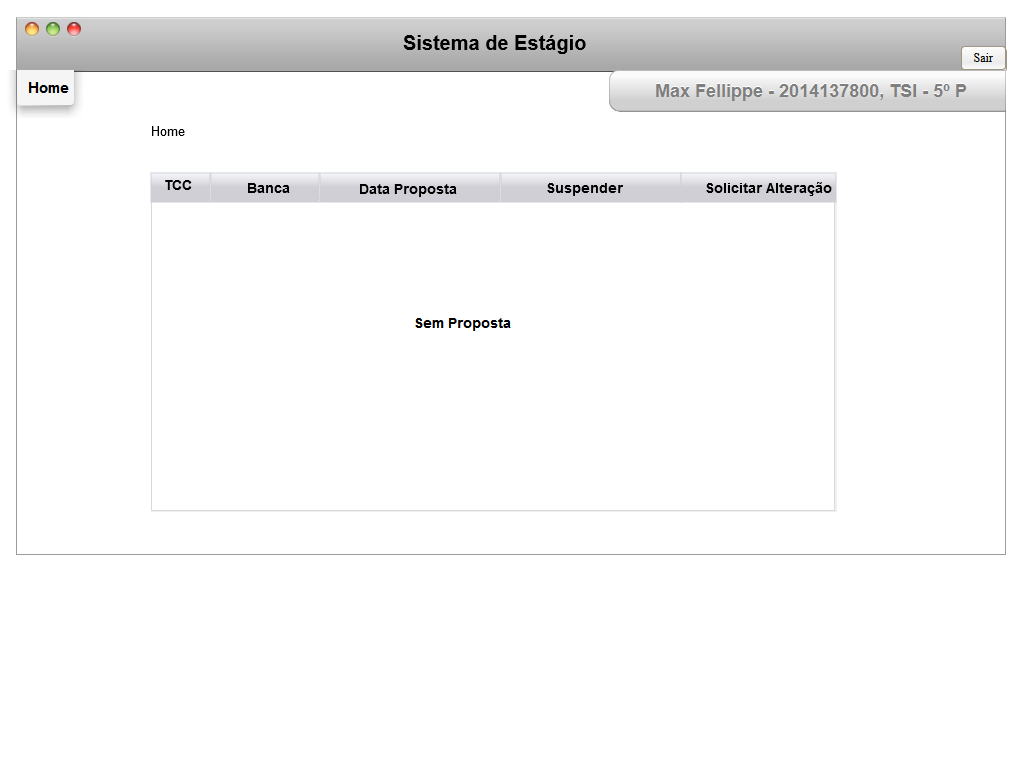 Sistema de Estágio
Sair
Home
Max Fellippe - 2014137800, TSI - 5º P
Home
TCC Banca Data Proposta Suspender Solicitar Alteração
Sem Proposta